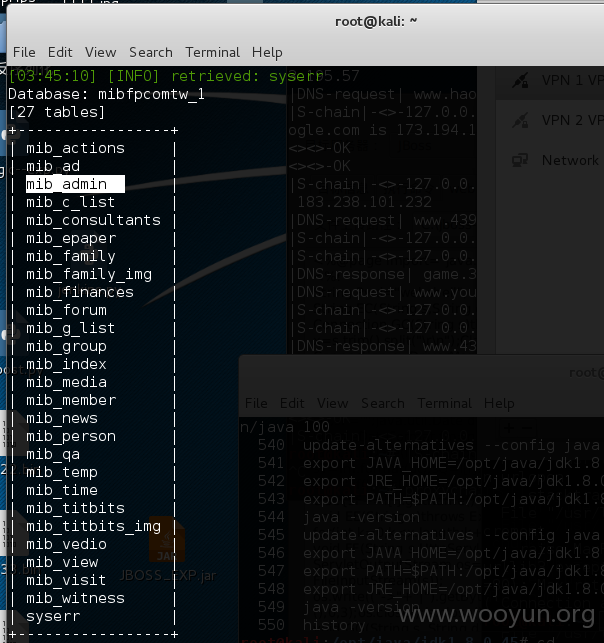 root@kali: ~
File Edit View Search Terminal Help
[03:45:10] [INFO] retrieved: syserr
Database: mibfpcomtw_1
[27 tables]
+-----------------+
| mib_actions |
| mib_ad |
| mib_admin |
| mib_c_list |
| mib_consultants |
| mib_epaper |
| mib_family |
| mib_family_img |
| mib_finances |
| mib_forum |
| mib_g_list |
| mib_group |
| mib_index |
| mib_media |
| mib_member |
| mib_news |
| mib_person |
| mib_qa |
| mib_temp |
| mib_time |
| mib_titbits |
| mib_titbits_img |
| mib_vedio |
| mib_view |
| mib_visit |
| mib_witness |
| syserr |
+-----------------+
5.57
|DNS-request| www.hao
ogle.com is 173.194.1
<><>-OK
<><>-OK
|S-chain|-<>-127.0.0.
183.238.101.232
|DNS-request| www.439
|S-chain|-<>-127.0.0.
|DNS-response| game.3
|S-chain|-<>-127.0.0.
|DNS-request| www.you
|S-chain|-<>-127.0.0.
|S-chain|-<>-127.0.0.
|DNS-response| www.43
VPN 1 VP
VPN 2 VP
Network
root@
File Edit View Search Terminal Help
n/java 100
540 update-alternatives --config java
541 export JAVA_HOME=/opt/java/jdk1.8
542 export JRE_HOME=/opt/java/jdk1.8.
543 export PATH=$PATH:/opt/java/jdk1.
544 java -version
545 update-alternatives --config java
546 export JAVA_HOME=/opt/java/jdk1.8
547 export PATH=$PATH:/opt/java/jdk1.
548 export JRE_HOME=/opt/java/jdk1.8.
549 java -version
550 history
JBOSS_EXP.jar
www.wooyun.org